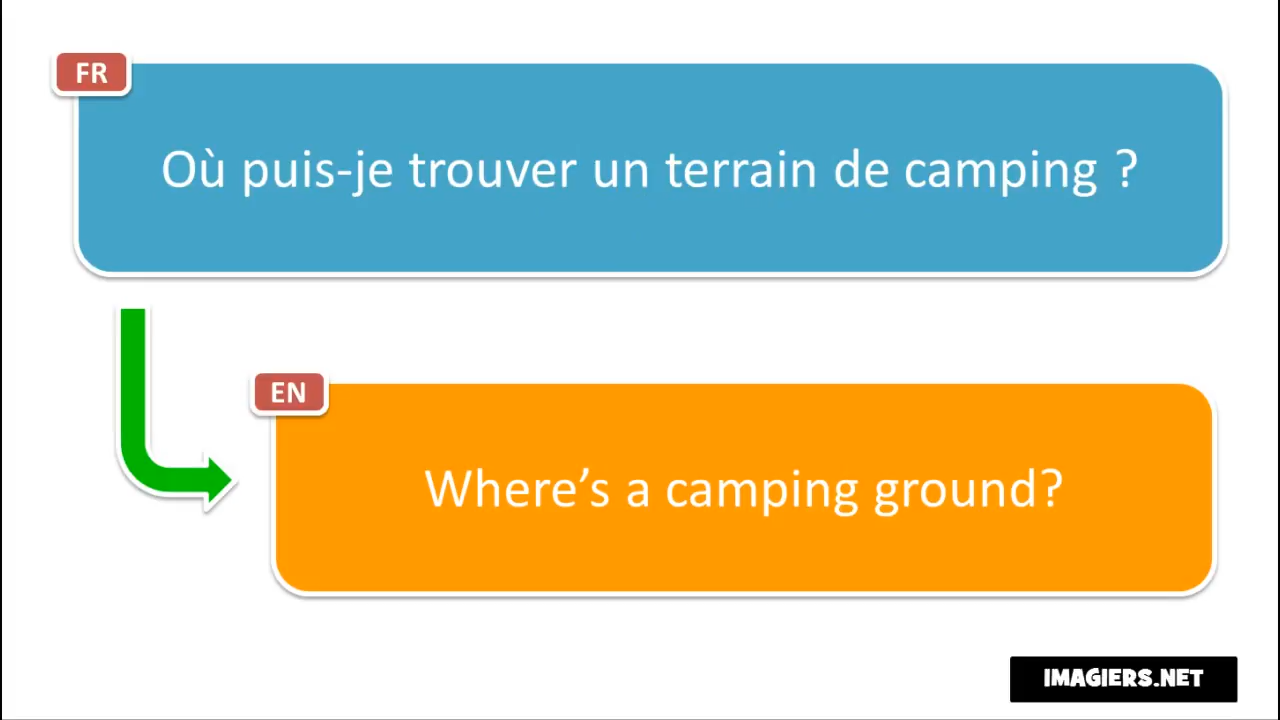 FR
Où puis-je trouver un terrain de camping ?
EN
Where’s a camping ground?
IMAGIERS.NET